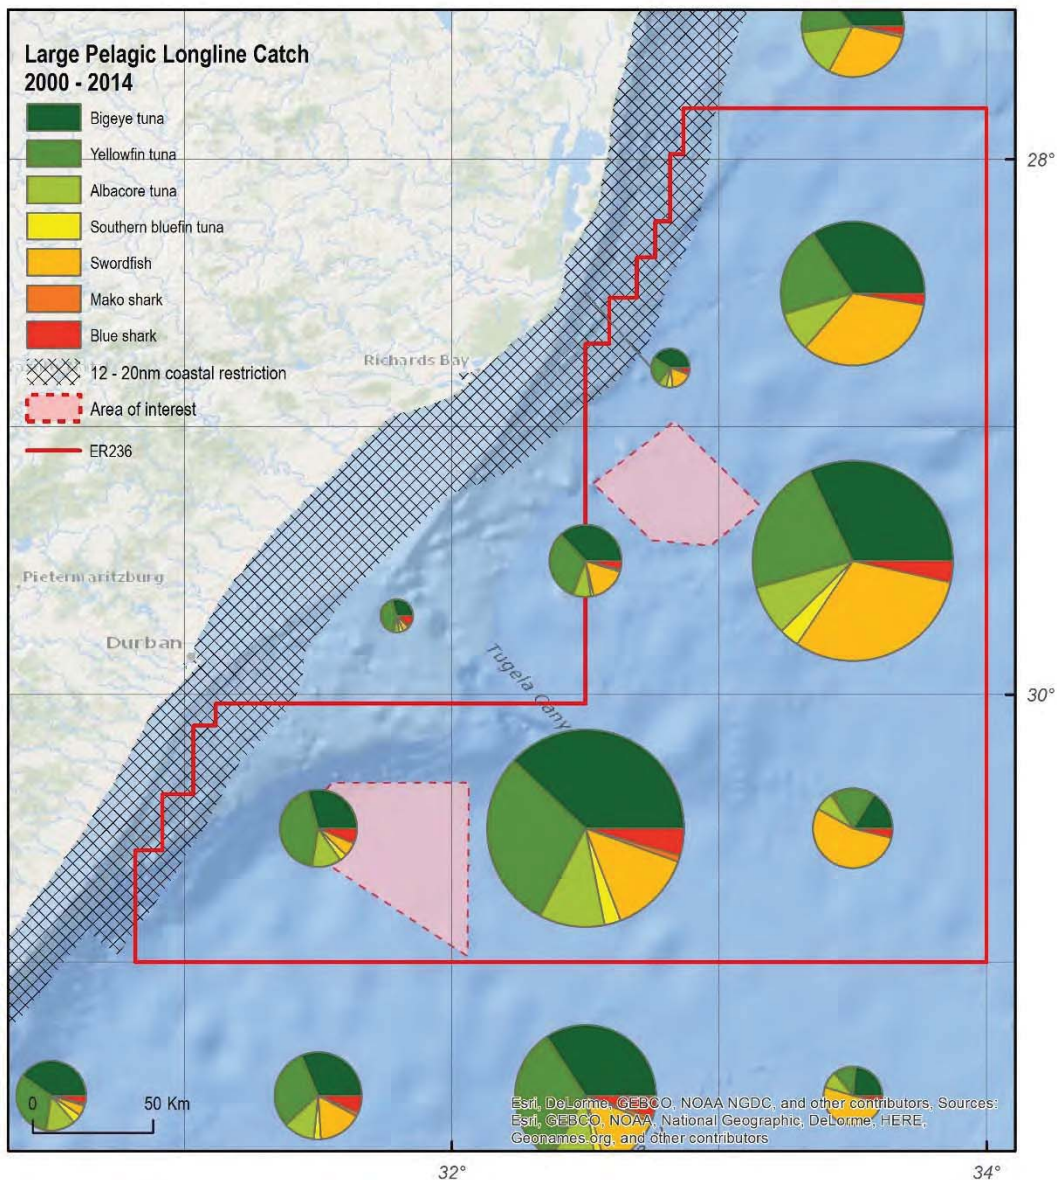 Large Pelagic Longline Catch
2000 - 2014
Bigeye tuna
Yellowfin tuna
Albacore tuna
Southern bluefin tuna
Swordfish
Mako shark
Blue shark
12 - 20nm coastal restriction
Area of interest
ER236
28°
Richards Bay
Pietermaritzburg
Durban
30°
Tugela Cany
0 50 Km
Esri, DeLorme, GEBCO, NOAA NGDC, and other contributors, Sources:
Esri, GEBCO, NOAA, National Geographic, DeLorme, HERE,
Geonames.org, and other contributors
32° 34°